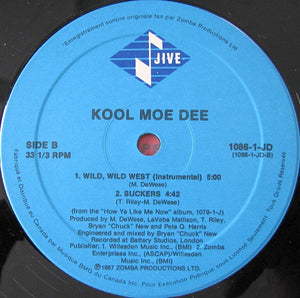 Enregistrement sonore originale fait par Zomba Productions Ltd
JIVE
KOOL MOE DEE
SIDE B
33 1/3 RPM
1086-1-JD
(1086-1-JD-B)
1. WILD, WILD WEST (Instrumental) 5:00
(M. DeWese)
2. SUCKERS 4:42
(T. Riley-M. DeWese)
(from the "How Ya Like Me Now" album, 1079-1-J)
Produced by M. DeWese, LaVaba Mallison, T. Riley,
Bryan "Chuck" New and Pete Q. Harris
Engineered and mixed by Bryan "Chuck" New
Recorded at Battery Studios, London
Publisher: 1. Willesden Music Inc. (BMI) 2. Zomba
Enterprises Inc., (ASCAP)/Willesden
Music Inc. (BMI)
℗ 1987 ZOMBA PRODUCTIONS LTD.
Fabriqué et Distribué au Canada par
BMG du Canada Inc.